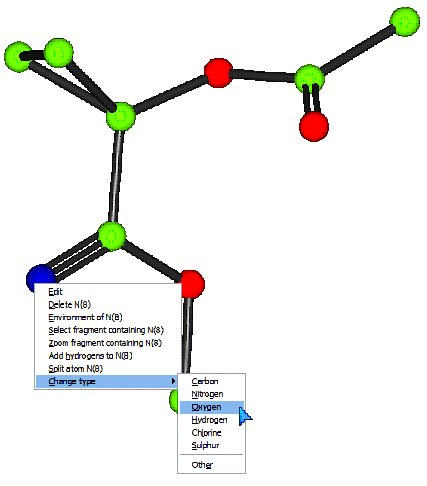 Edit
Delete N(8)
Environment of N(8)
Select fragment containing N(8)
Zoom fragment containing N(8)
Add hydrogens to N(8)
Split atom N(8)
Change type
Carbon
Nitrogen
Oxygen
Hydrogen
Chlorine
Sulphur
Other